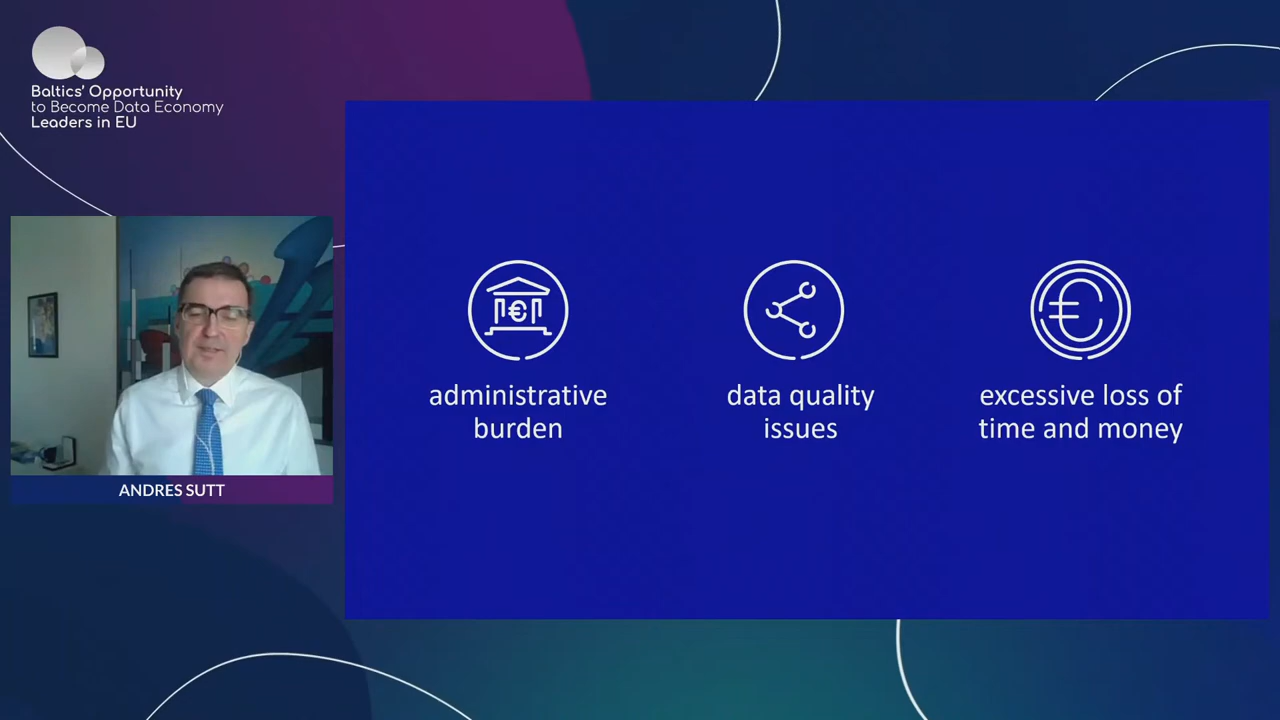 Baltics' Opportunity
to Become Data Economy
Leaders in EU
ANDRES SUTT
administrative
burden
data quality
issues
excessive loss of
time and money